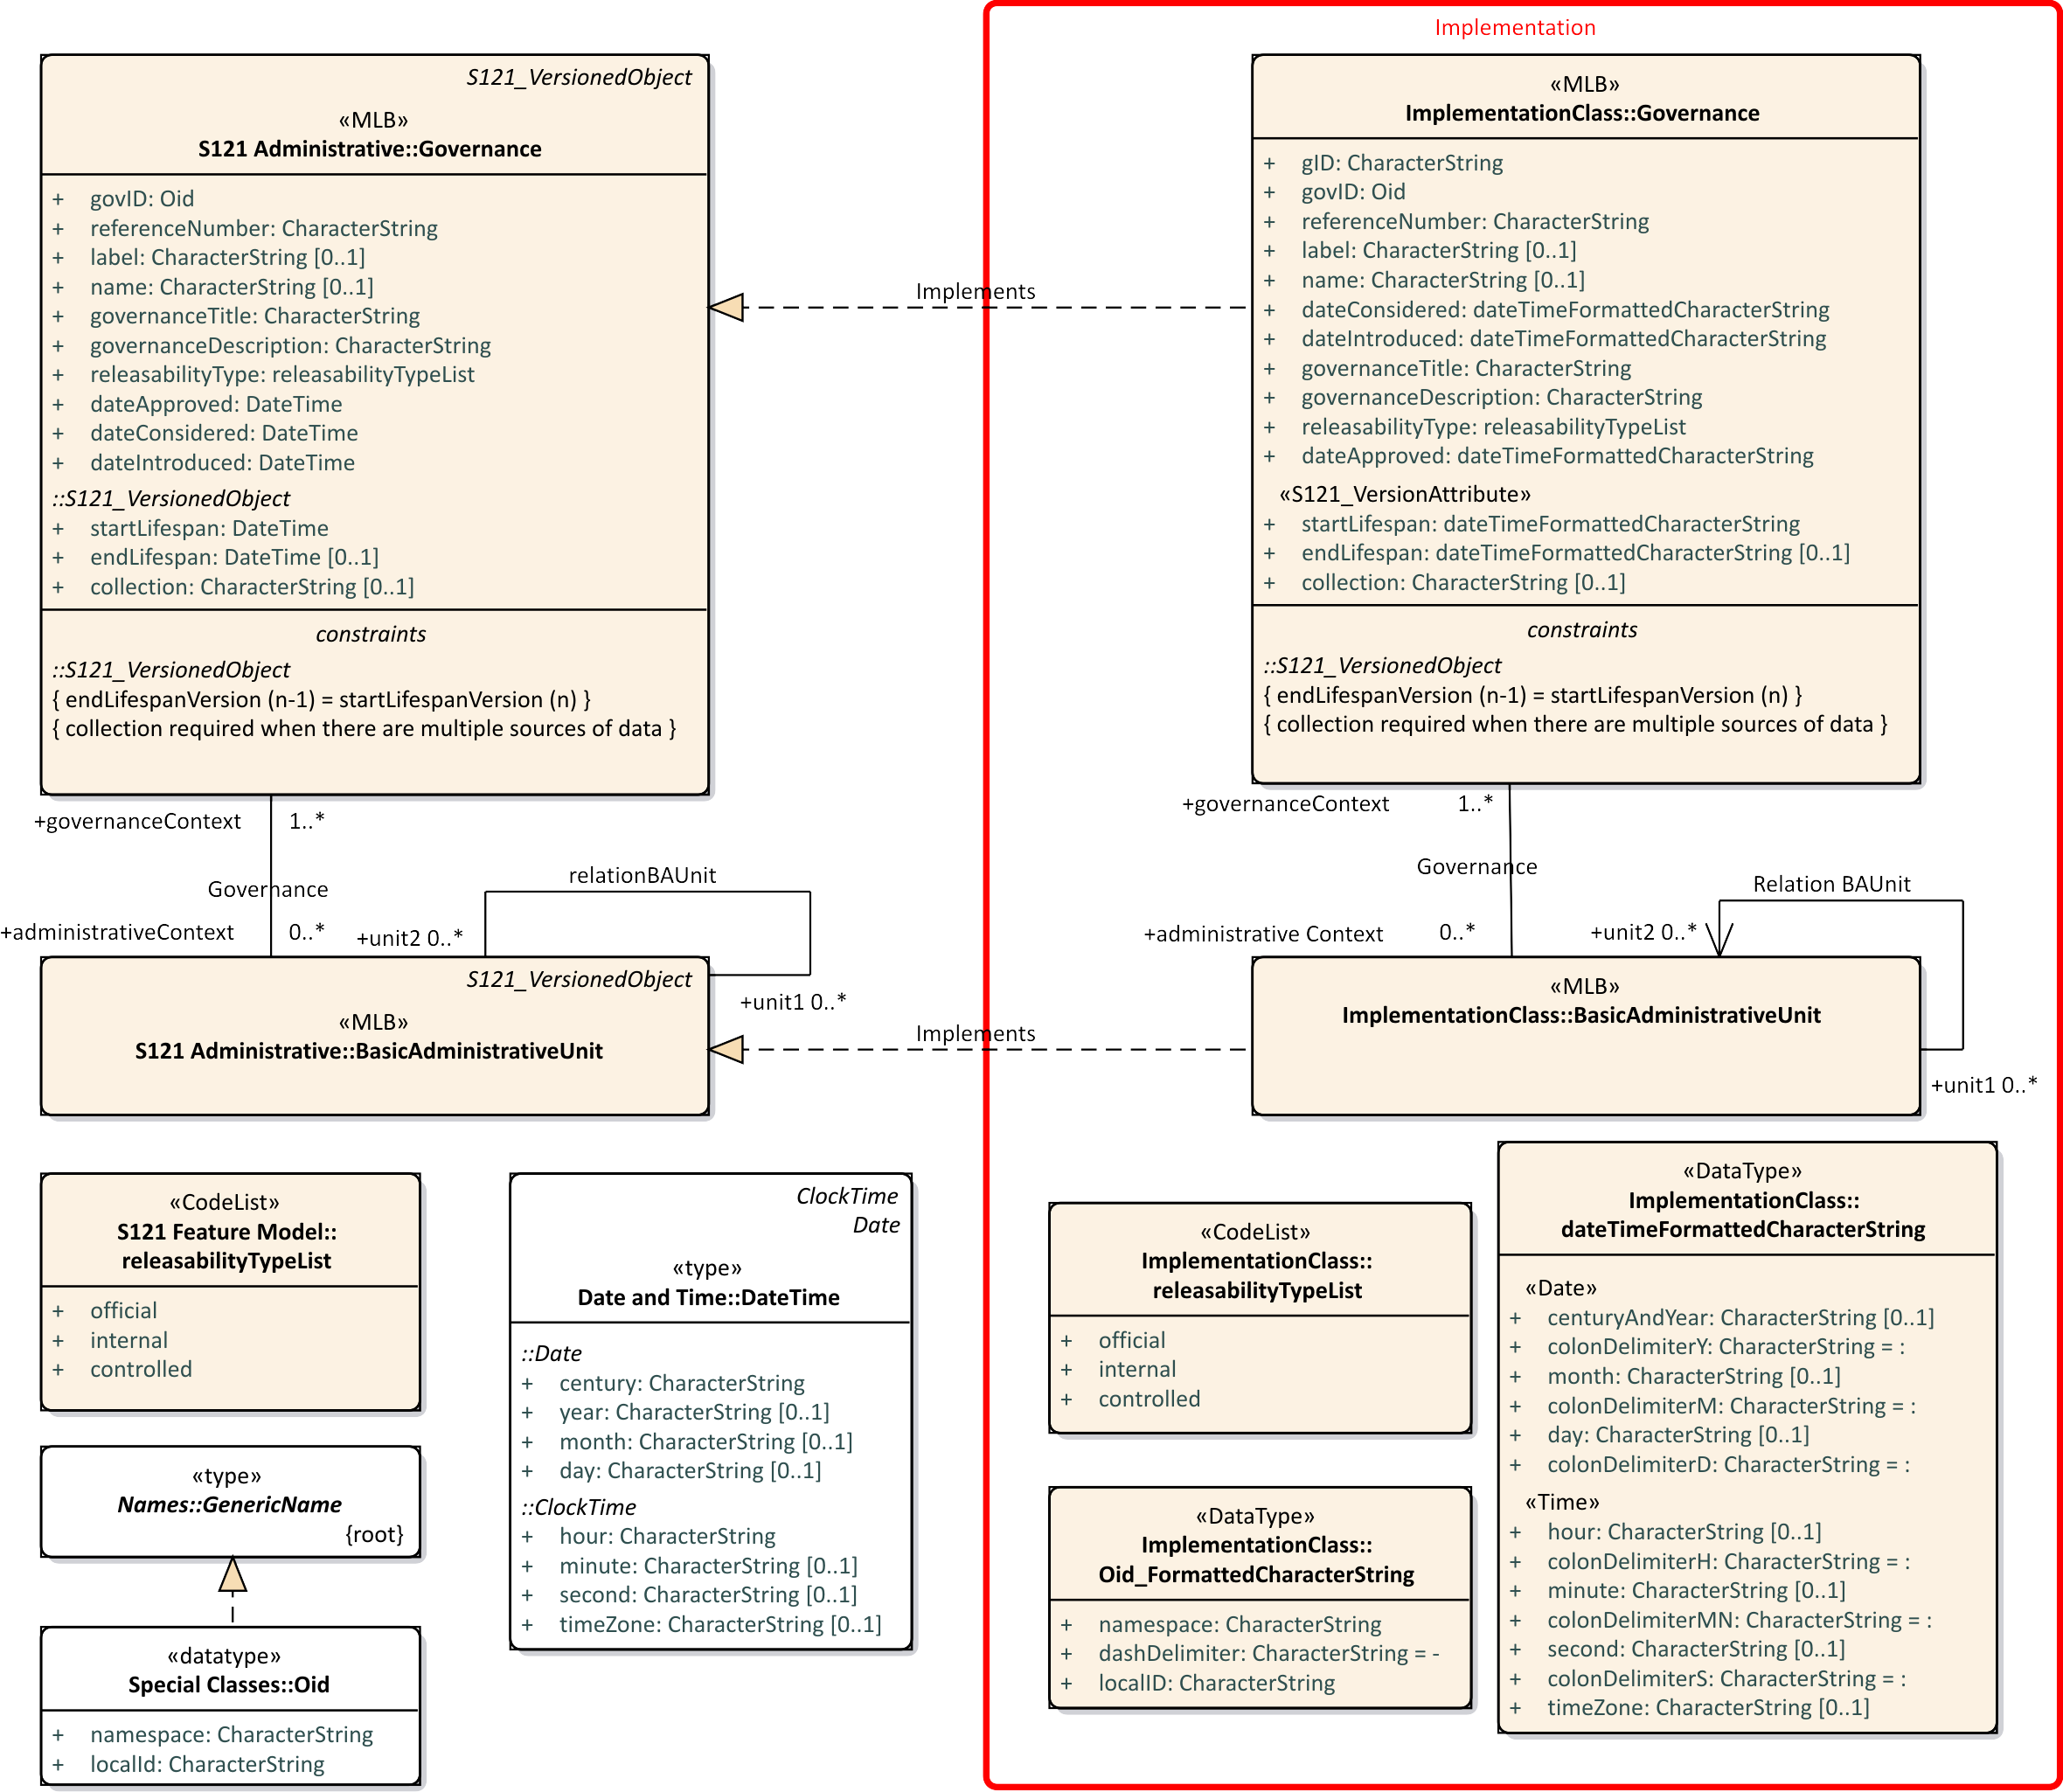 Implementation
S121_VersionedObject
«MLB»
S121 Administrative::Governance
+ govID: Oid
+ referenceNumber: CharacterString
+ label: CharacterString [0..1]
+ name: CharacterString [0..1]
+ governanceTitle: CharacterString
+ governanceDescription: CharacterString
+ releasabilityType: releasabilityTypeList
+ dateApproved: DateTime
+ dateConsidered: DateTime
+ dateIntroduced: DateTime
::S121_VersionedObject
+ startLifespan: DateTime
+ endLifespan: DateTime [0..1]
+ collection: CharacterString [0..1]
constraints
::S121_VersionedObject
{ endLifespanVersion (n-1) = startLifespanVersion (n) }
{ collection required when there are multiple sources of data }
Implements
«MLB»
ImplementationClass::Governance
+ gID: CharacterString
+ govID: Oid
+ referenceNumber: CharacterString
+ label: CharacterString [0..1]
+ name: CharacterString [0..1]
+ dateConsidered: dateTimeFormattedCharacterString
+ dateIntroduced: dateTimeFormattedCharacterString
+ governanceTitle: CharacterString
+ governanceDescription: CharacterString
+ releasabilityType: releasabilityTypeList
+ dateApproved: dateTimeFormattedCharacterString
«S121_VersionAttribute»
+ startLifespan: dateTimeFormattedCharacterString
+ endLifespan: dateTimeFormattedCharacterString [0..1]
+ collection: CharacterString [0..1]
constraints
::S121_VersionedObject
{ endLifespanVersion (n-1) = startLifespanVersion (n) }
{ collection required when there are multiple sources of data }
+governanceContext 1..*
Governance
+administrativeContext 0..*
relationBAUnit
+unit2 0..*
+unit1 0..*
S121_VersionedObject
«MLB»
S121 Administrative::BasicAdministrativeUnit
Implements
+governanceContext 1..*
Governance
+administrative Context 0..*
Relation BAUnit
+unit2 0..*
+unit1 0..*
«MLB»
ImplementationClass::BasicAdministrativeUnit
«CodeList»
S121 Feature Model::
releasabilityTypeList
+ official
+ internal
+ controlled
«type»
Names::GenericName
{root}
«datatype»
Special Classes::Oid
+ namespace: CharacterString
+ localId: CharacterString
ClockTime
Date
«type»
Date and Time::DateTime
::Date
+ century: CharacterString
+ year: CharacterString [0..1]
+ month: CharacterString [0..1]
+ day: CharacterString [0..1]
::ClockTime
+ hour: CharacterString
+ minute: CharacterString [0..1]
+ second: CharacterString [0..1]
+ timeZone: CharacterString [0..1]
«CodeList»
ImplementationClass::
releasabilityTypeList
+ official
+ internal
+ controlled
«DataType»
ImplementationClass::
Oid_FormattedCharacterString
+ namespace: CharacterString
+ dashDelimiter: CharacterString = -
+ localID: CharacterString
«DataType»
ImplementationClass::
dateTimeFormattedCharacterString
«Date»
+ centuryAndYear: CharacterString [0..1]
+ colonDelimiterY: CharacterString = :
+ month: CharacterString [0..1]
+ colonDelimiterM: CharacterString = :
+ day: CharacterString [0..1]
+ colonDelimiterD: CharacterString = :
«Time»
+ hour: CharacterString [0..1]
+ colonDelimiterH: CharacterString = :
+ minute: CharacterString [0..1]
+ colonDelimiterMN: CharacterString = :
+ second: CharacterString [0..1]
+ colonDelimiterS: CharacterString = :
+ timeZone: CharacterString [0..1]